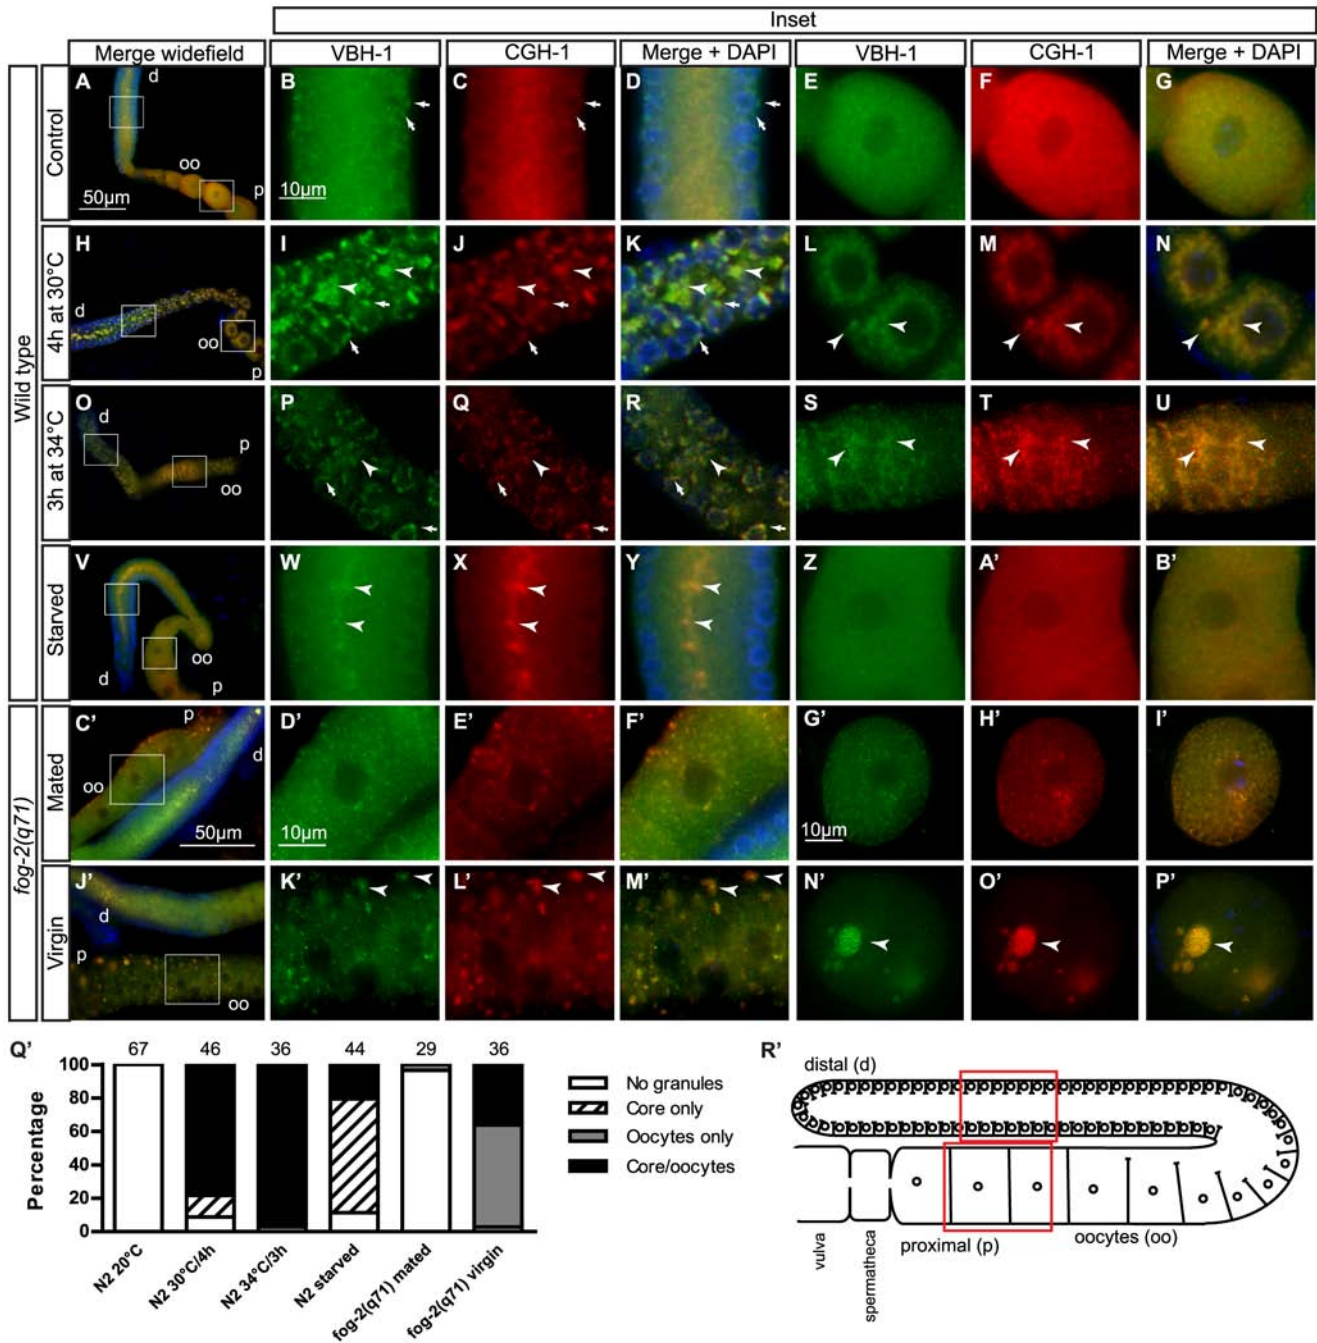 Inset
Merge widefield VBH-1 CGH-1 Merge + DAPI VBH-1 CGH-1 Merge + DAPI
Wild type
Control
A d oo p 50µm B 10µm C D E F G
4h at 30°C
H d oo p I J K L M N
3h at 34°C
O d p oo P Q R S T U
Starved
V d oo p W X Y Z A' B'
fog-2(q71)
Mated
C' p d oo 50µm D' 10µm E' F' G' 10µm H' I'
Virgin
J' d p oo K' L' M' N' O' P'
Q'
67 46 36 44 29 36
Percentage
100
80
60
40
20
0
N2 20°C
N2 30°C/4h
N2 34°C/3h
N2 starved
fog-2(q71) mated
fog-2(q71) virgin
No granules
Core only
Oocytes only
Core/oocytes
R'
distal (d)
vulva
spermatheca
proximal (p)
oocytes (oo)